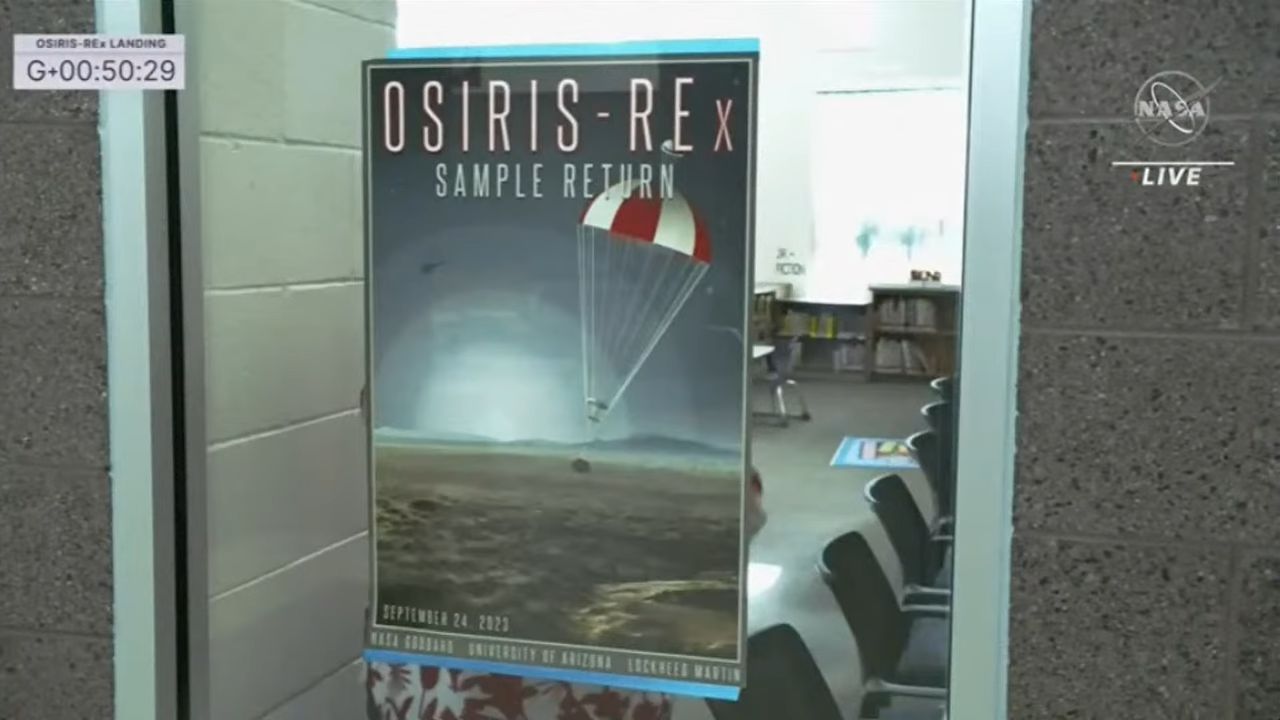 OSIRIS-REx LANDING
G+00:50:29
NASA
LIVE
OSIRIS-REx
SAMPLE RETURN
SEPTEMBER 24, 2023
NASA GODDARD UNIVERSITY OF ARIZONA LOCKHEED MARTIN